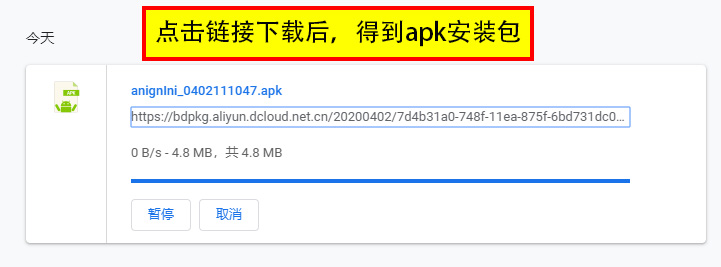 点击链接下载后，得到apk安装包
今天
APK
anignIni_0402111047.apk
https://bdpkg.aliyun.dcloud.net.cn/20200402/7d4b31a0-748f-11ea-875f-6bd731dc0...
0 B/s - 4.8 MB，共 4.8 MB
暂停 取消